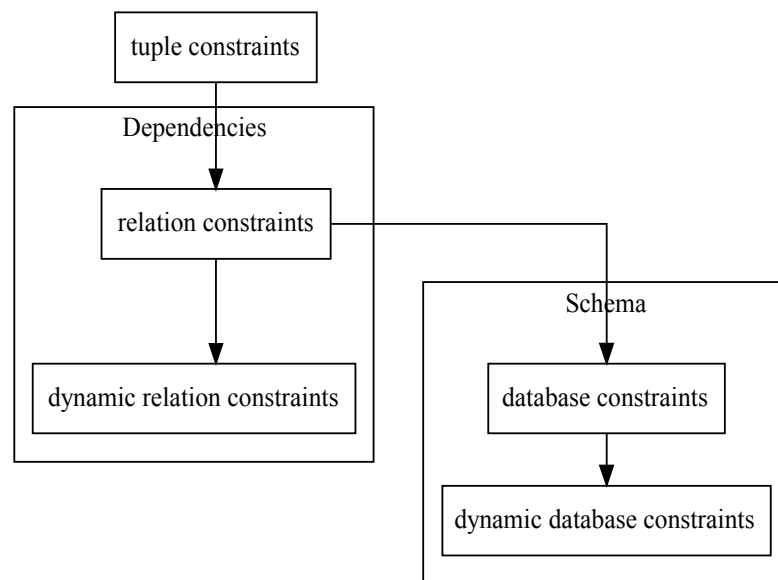 tuple constraints
Dependencies
relation constraints
Schema
dynamic relation constraints
database constraints
dynamic database constraints